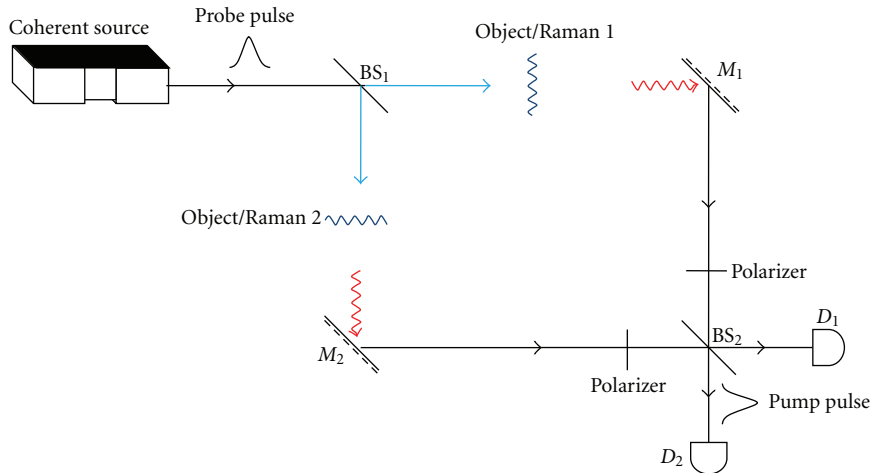 Coherent source
Probe pulse
BS₁
Object/Raman 1
M₁
Object/Raman 2
Polarizer
M₂
BS₂
D₁
Polarizer
Pump pulse
D₂